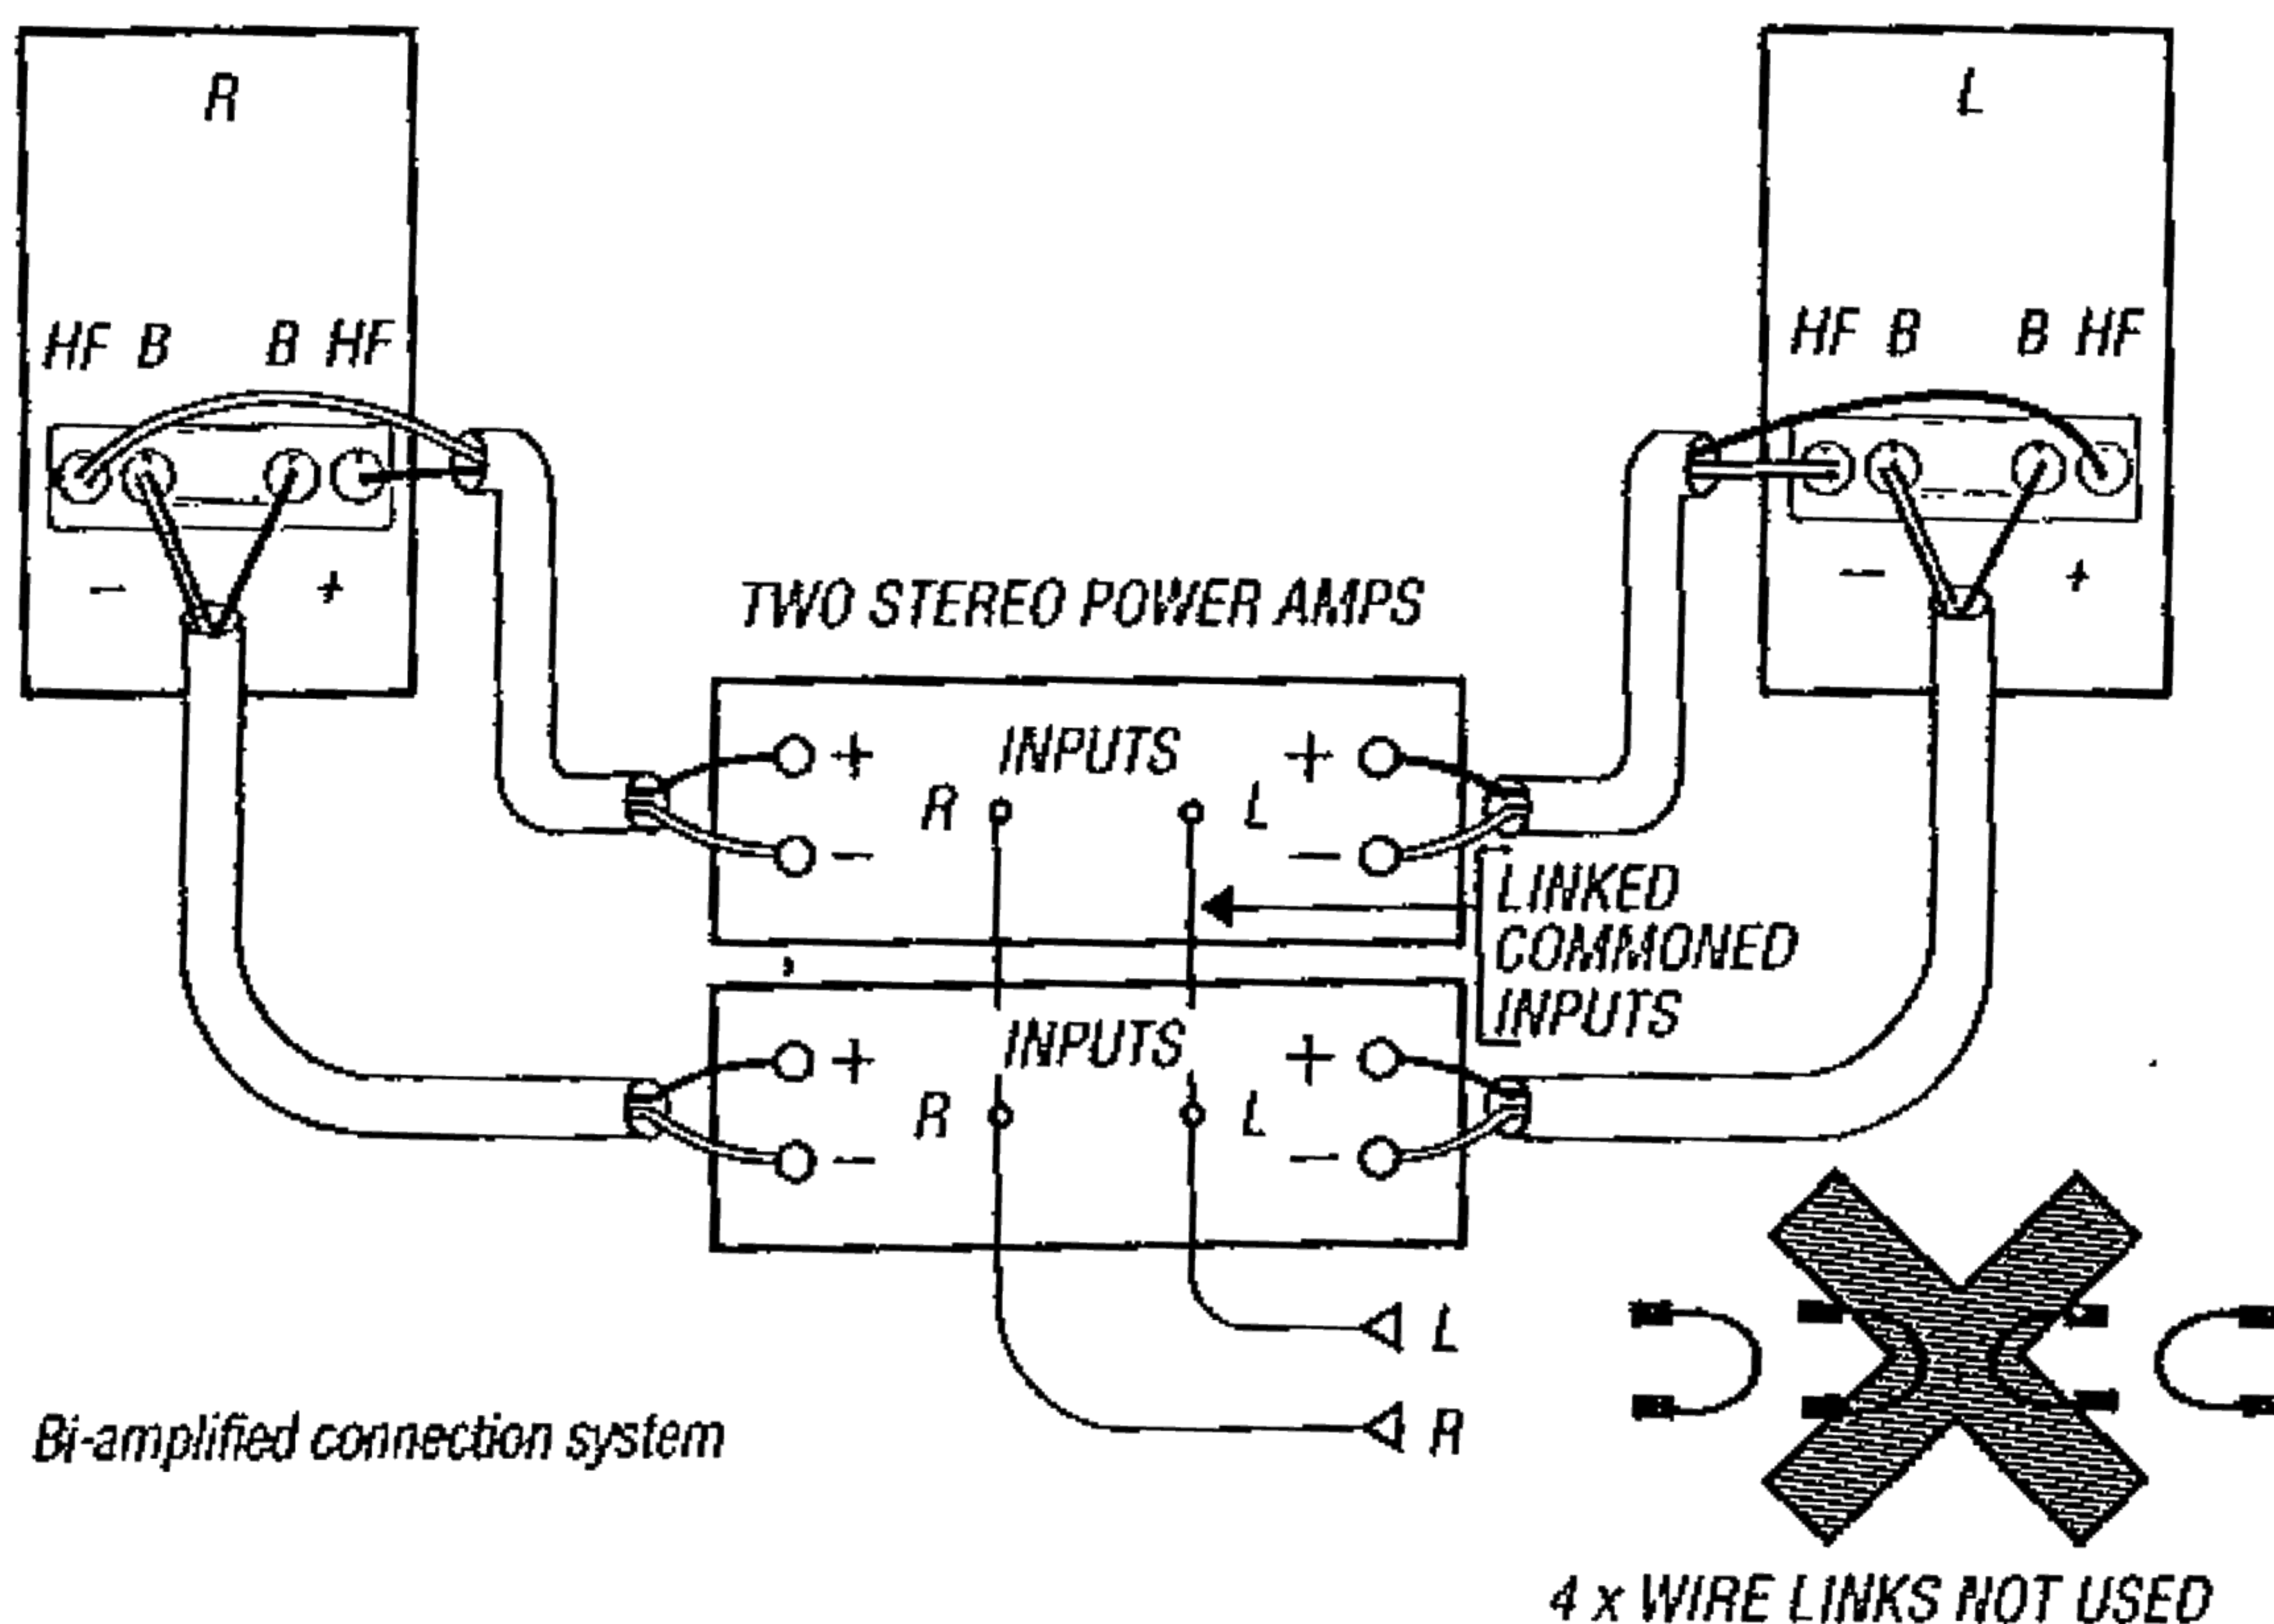 R
L
HF B B HF
HF B B HF
- +
- +
TWO STEREO POWER AMPS
+ INPUTS +
R L
- -
LINKED
COMMONED
INPUTS
+ INPUTS +
R L
- -
L
R
Bi-amplified connection system
4 x WIRE LINKS NOT USED